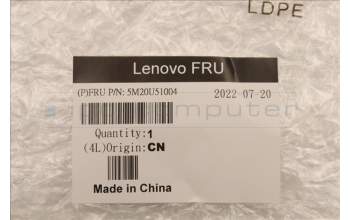 LDPE
Lenovo FRU
(P)FRU P/N: 5M20U51004 2022-07-20
Quantity:1
(4L)Origin:CN
Made in China